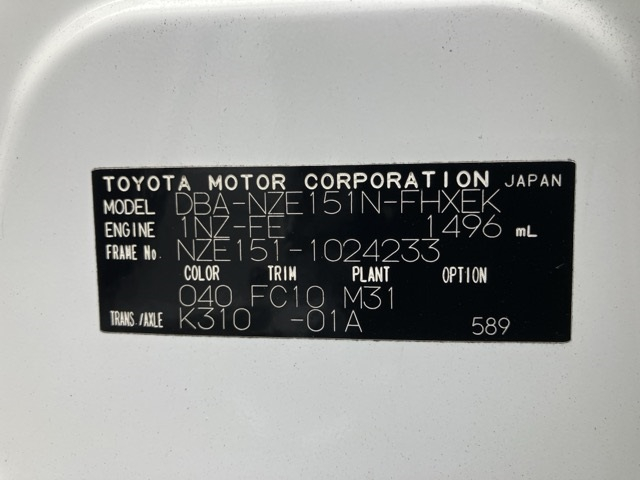 TOYOTA MOTOR CORPORATION JAPAN
MODEL DBA-NZE151N-FHXEK
ENGINE 1NZ-FE 1496 mL
FRAME No. NZE151-1024233
COLOR TRIM PLANT OPTION
040 FC10 M31
TRANS./AXLE K310 -01A 589